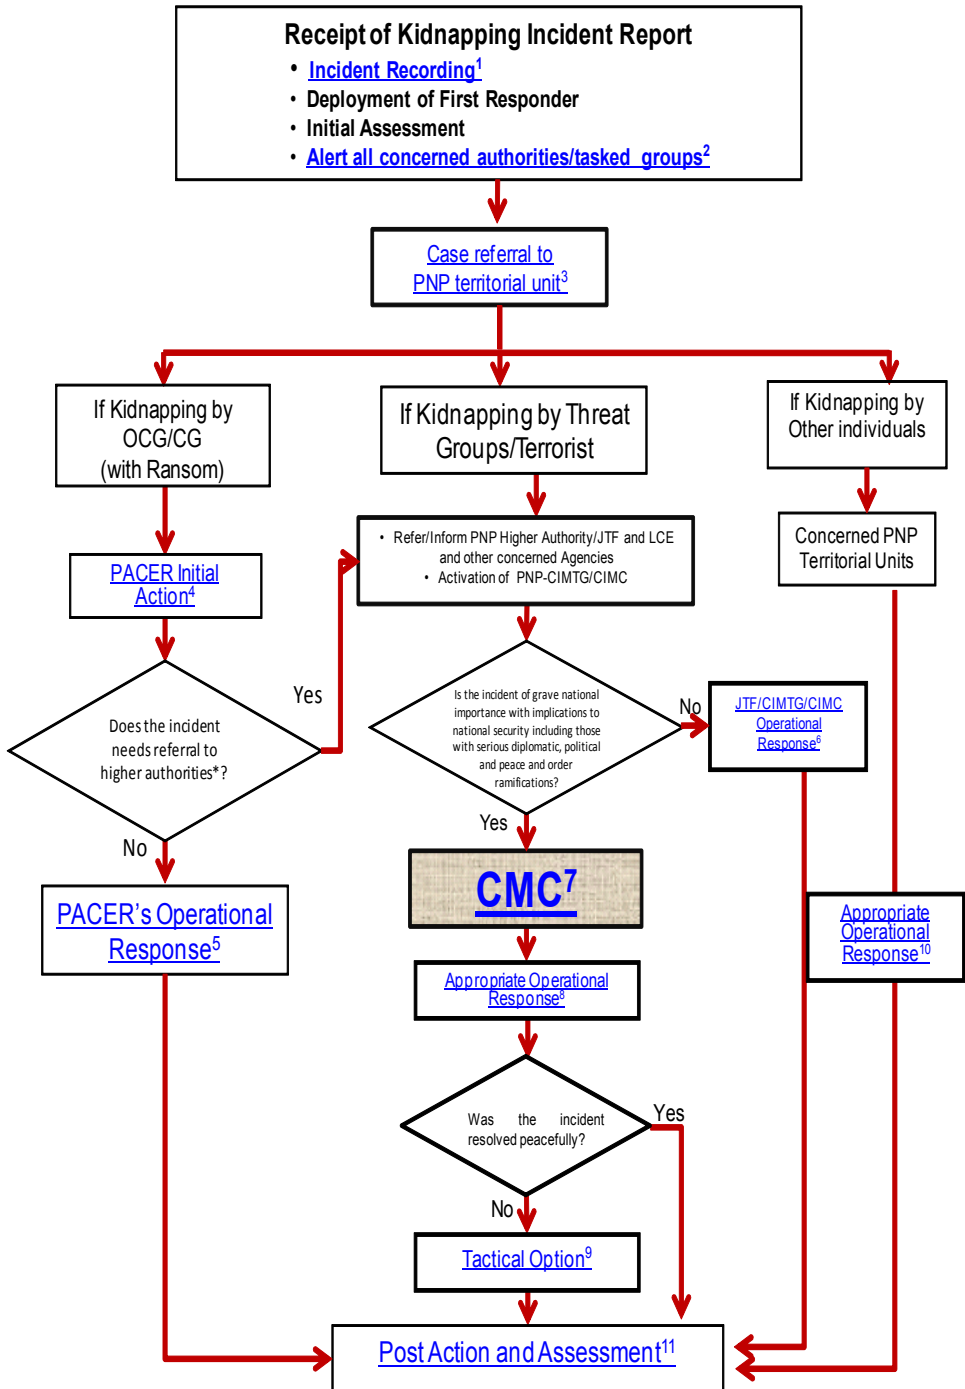 Receipt of Kidnapping Incident Report
• Incident Recording¹
• Deployment of First Responder
• Initial Assessment
• Alert all concerned authorities/tasked groups²
Case referral to
PNP territorial unit³
If Kidnapping by
OCG/CG
(with Ransom)
If Kidnapping by Threat
Groups/Terrorist
If Kidnapping by
Other individuals
• Refer/Inform PNP Higher Authority/JTF and LCE
and other concerned Agencies
• Activation of PNP-CIMTG/CIMC
Concerned PNP
Territorial Units
PACER Initial
Action⁴
Does the incident
needs referral to
higher authorities*?
Yes
No
Is the incident of grave national
importance with implications to
national security including those
with serious diplomatic, political
and peace and order
ramifications?
No
Yes
JTF/CIMTG/CIMC
Operational
Response⁶
CMC⁷
PACER's Operational
Response⁵
Appropriate Operational
Response⁸
Appropriate
Operational
Response¹⁰
Was the incident
resolved peacefully?
Yes
No
Tactical Option⁹
Post Action and Assessment¹¹